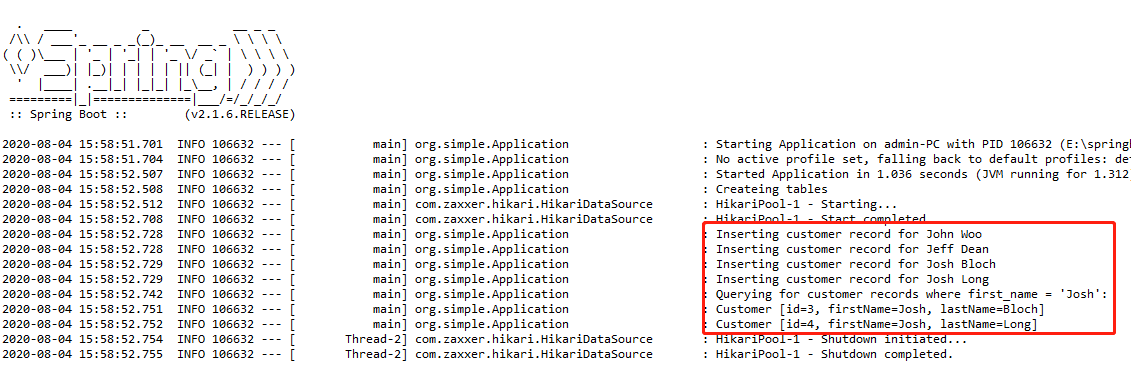 .   ____          _            __ _ _
 /\\ / ___'_ __ _ _(_)_ __  __ _ \ \ \ \
( ( )\___ | '_ | '_| | '_ \/ _` | \ \ \ \
 \\/  ___)| |_)| | | | | || (_| |  ) ) ) )
  '  |____| .__|_| |_|_| |_\__, | / / / /
 =========|_|==============|___/=/_/_/_/
 :: Spring Boot ::        (v2.1.6.RELEASE)
2020-08-04 15:58:51.701  INFO 106632 --- [           main] org.simple.Application                   : Starting Application on admin-PC with PID 106632 (E:\spring
2020-08-04 15:58:51.704  INFO 106632 --- [           main] org.simple.Application                   : No active profile set, falling back to default profiles: de
2020-08-04 15:58:52.507  INFO 106632 --- [           main] org.simple.Application                   : Started Application in 1.036 seconds (JVM running for 1.312
2020-08-04 15:58:52.508  INFO 106632 --- [           main] org.simple.Application                   : Createing tables
2020-08-04 15:58:52.512  INFO 106632 --- [           main] com.zaxxer.hikari.HikariDataSource       : HikariPool-1 - Starting...
2020-08-04 15:58:52.708  INFO 106632 --- [           main] com.zaxxer.hikari.HikariDataSource       : HikariPool-1 - Start completed.
2020-08-04 15:58:52.728  INFO 106632 --- [           main] org.simple.Application                   : Inserting customer record for John Woo
2020-08-04 15:58:52.728  INFO 106632 --- [           main] org.simple.Application                   : Inserting customer record for Jeff Dean
2020-08-04 15:58:52.729  INFO 106632 --- [           main] org.simple.Application                   : Inserting customer record for Josh Bloch
2020-08-04 15:58:52.729  INFO 106632 --- [           main] org.simple.Application                   : Inserting customer record for Josh Long
2020-08-04 15:58:52.742  INFO 106632 --- [           main] org.simple.Application                   : Querying for customer records where first_name = 'Josh':
2020-08-04 15:58:52.751  INFO 106632 --- [           main] org.simple.Application                   : Customer [id=3, firstName=Josh, lastName=Bloch]
2020-08-04 15:58:52.752  INFO 106632 --- [           main] org.simple.Application                   : Customer [id=4, firstName=Josh, lastName=Long]
2020-08-04 15:58:52.754  INFO 106632 --- [       Thread-2] com.zaxxer.hikari.HikariDataSource       : HikariPool-1 - Shutdown initiated...
2020-08-04 15:58:52.755  INFO 106632 --- [       Thread-2] com.zaxxer.hikari.HikariDataSource       : HikariPool-1 - Shutdown completed.